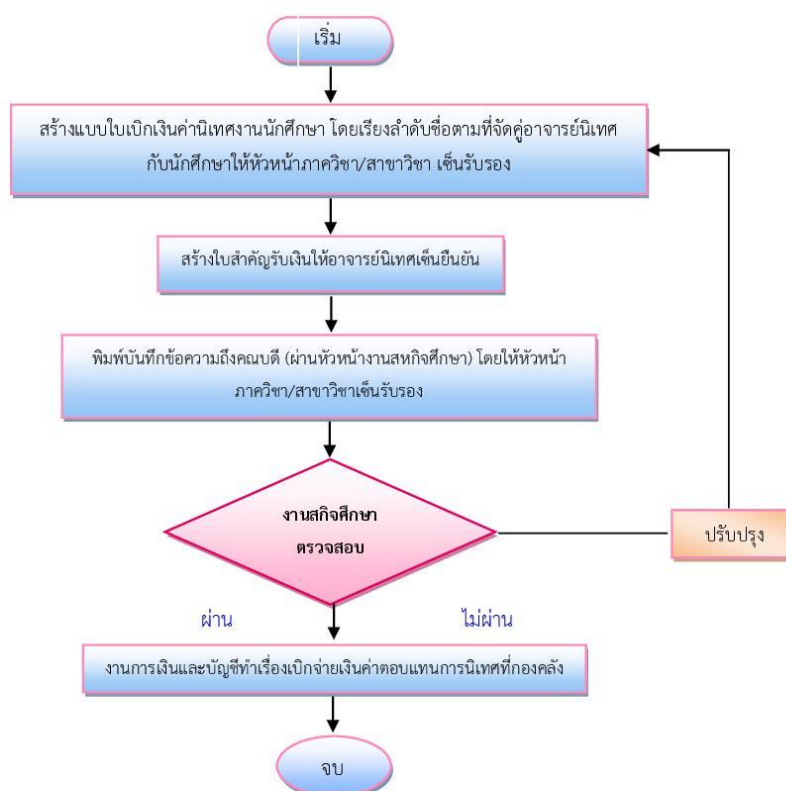 เริ่ม
สร้างแบบใบเบิกเงินค่านิเทศงานนักศึกษา โดยเรียงลำดับชื่อตามที่จัดคู่อาจารย์นิเทศ
กับนักศึกษาให้หัวหน้าภาควิชา/สาขาวิชา เซ็นรับรอง
สร้างใบสำคัญรับเงินให้อาจารย์นิเทศเซ็นยืนยัน
พิมพ์บันทึกข้อความถึงคณบดี (ผ่านหัวหน้างานสหกิจศึกษา) โดยให้หัวหน้า
ภาควิชา/สาขาวิชาเซ็นรับรอง
งานสกิจศึกษา
ตรวจสอบ
ปรับปรุง
ผ่าน
ไม่ผ่าน
งานการเงินและบัญชีทำเรื่องเบิกจ่ายเงินค่าตอบแทนการนิเทศที่กองคลัง
จบ